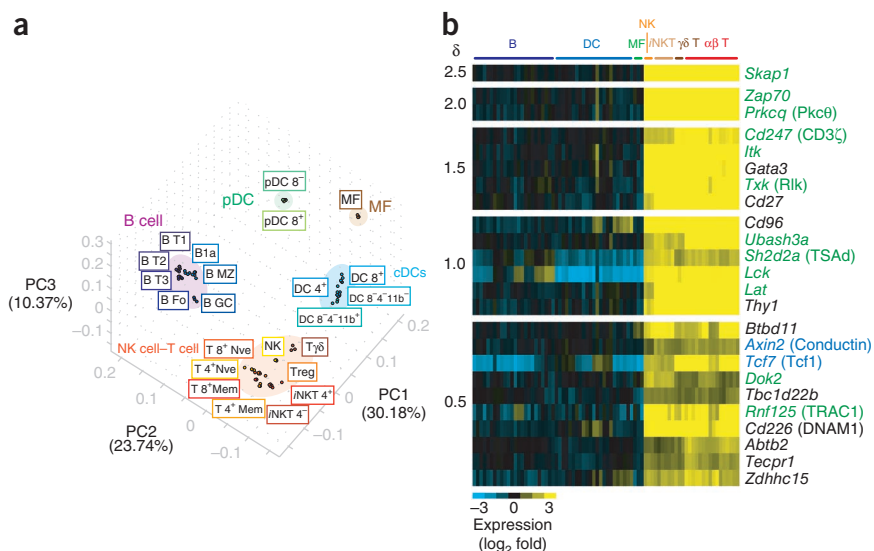 a
pDC 8⁻
pDC
MF
MF
pDC 8⁺
B cell
B T1
B1a
0.3
B T2
B MZ
0.2
cDCs
DC 8⁺
PC3
(10.37%)
0.1
B T3
DC 4⁺
DC 8⁻4⁻11b⁻
0
B Fo
B GC
DC 8⁻4⁻11b⁺
–0.1
0.2
NK cell–T cell
T 8⁺ Nve
NK
Tγδ
0.1
T 4⁺Nve
Treg
PC1
(30.18%)
0.2
T 8⁺Mem
iNKT 4⁺
0
0.1
T 4⁺ Mem
iNKT 4⁻
PC2
(23.74%)
0
–0.1
–0.1
b
NK
δ
B
DC
MF
iNKT
γδ T
αβ T
2.5
Skap1
2.0
Zap70
Prkcq (Pkcθ)
Cd247 (CD3ζ)
Itk
1.5
Gata3
Txk (Rlk)
Cd27
Cd96
Ubash3a
1.0
Sh2d2a (TSAd)
Lck
Lat
Thy1
Btbd11
Axin2 (Conductin)
Tcf7 (Tcf1)
Dok2
0.5
Tbc1d22b
Rnf125 (TRAC1)
Cd226 (DNAM1)
Abtb2
Tecpr1
Zdhhc15
–3 0 3
Expression
(log₂ fold)